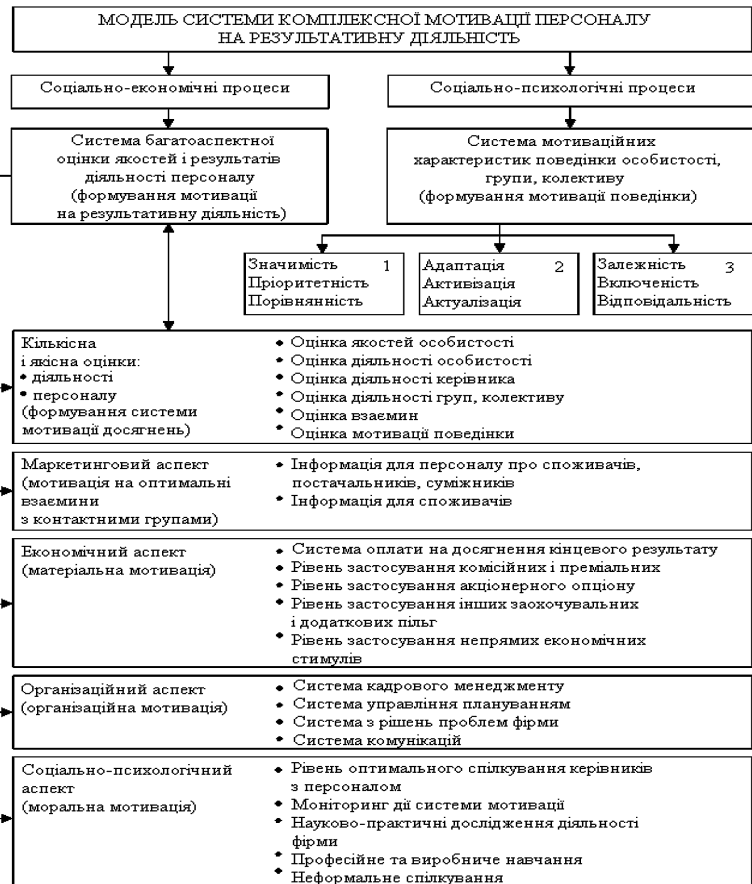 МОДЕЛЬ СИСТЕМИ КОМПЛЕКСНОЇ МОТИВАЦІЇ ПЕРСОНАЛУ
НА РЕЗУЛЬТАТИВНУ ДІЯЛЬНІСТЬ
Соціально-економічні процеси
Соціально-психологічні процеси
Система багатоаспектної
оцінки якостей і результатів
діяльності персоналу
(формування мотивації
на результативну діяльність)
Система мотиваційних
характеристик поведінки особистості,
групи, колективу
(формування мотивації поведінки)
Значимість 1
Пріоритетність
Порівнянність
Адаптація 2
Активізація
Актуалізація
Залежність 3
Включеність
Відповідальність
Кількісна
і якісна оцінки:
• діяльності
• персоналу
(формування системи
мотивації досягнень)
• Оцінка якостей особистості
• Оцінка діяльності особистості
• Оцінка діяльності керівника
• Оцінка діяльності груп, колективу
• Оцінка взаємин
• Оцінка мотивації поведінки
Маркетинговий аспект
(мотивація на оптимальні
взаємини
з контактними групами)
• Інформація для персоналу про споживачів,
постачальників, суміжників
• Інформація для споживачів
Економічний аспект
(матеріальна мотивація)
• Система оплати на досягнення кінцевого результату
• Рівень застосування комісійних і преміальних
• Рівень застосування акціонерного опціону
• Рівень застосування інших заохочувальних
і додаткових пільг
• Рівень застосування непрямих економічних
стимулів
Організаційний аспект
(організаційна мотивація)
• Система кадрового менеджменту
• Система управління плануванням
• Система з рішень проблем фірми
• Система комунікацій
Соціально-психологічний
аспект
(моральна мотивація)
• Рівень оптимального спілкування керівників
з персоналом
• Моніторинг дії системи мотивації
• Науково-практичні дослідження діяльності
фірми
• Професійне та виробниче навчання
• Неформальне спілкування